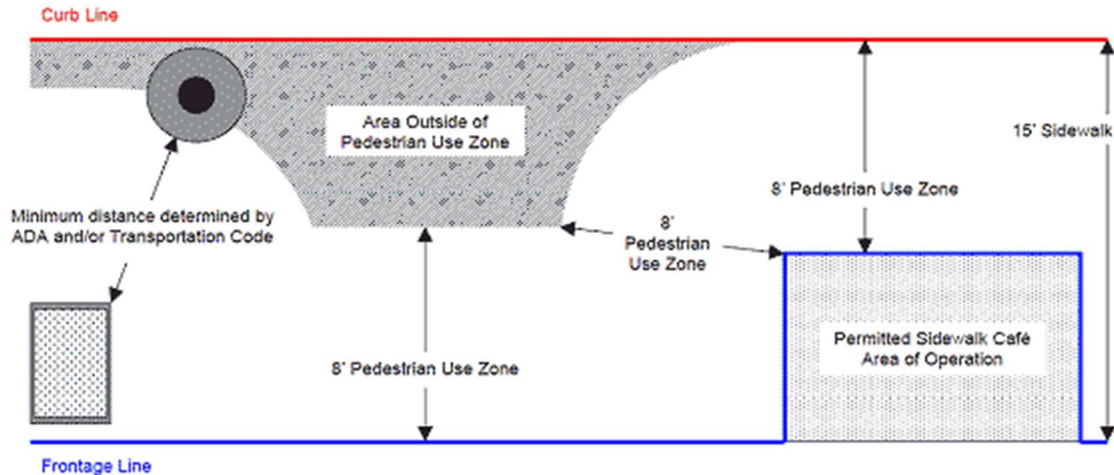 Curb Line
Area Outside of
Pedestrian Use Zone
15' Sidewalk
8' Pedestrian Use Zone
Minimum distance determined by
ADA and/or Transportation Code
8'
Pedestrian
Use Zone
8' Pedestrian Use Zone
Permitted Sidewalk Café
Area of Operation
Frontage Line